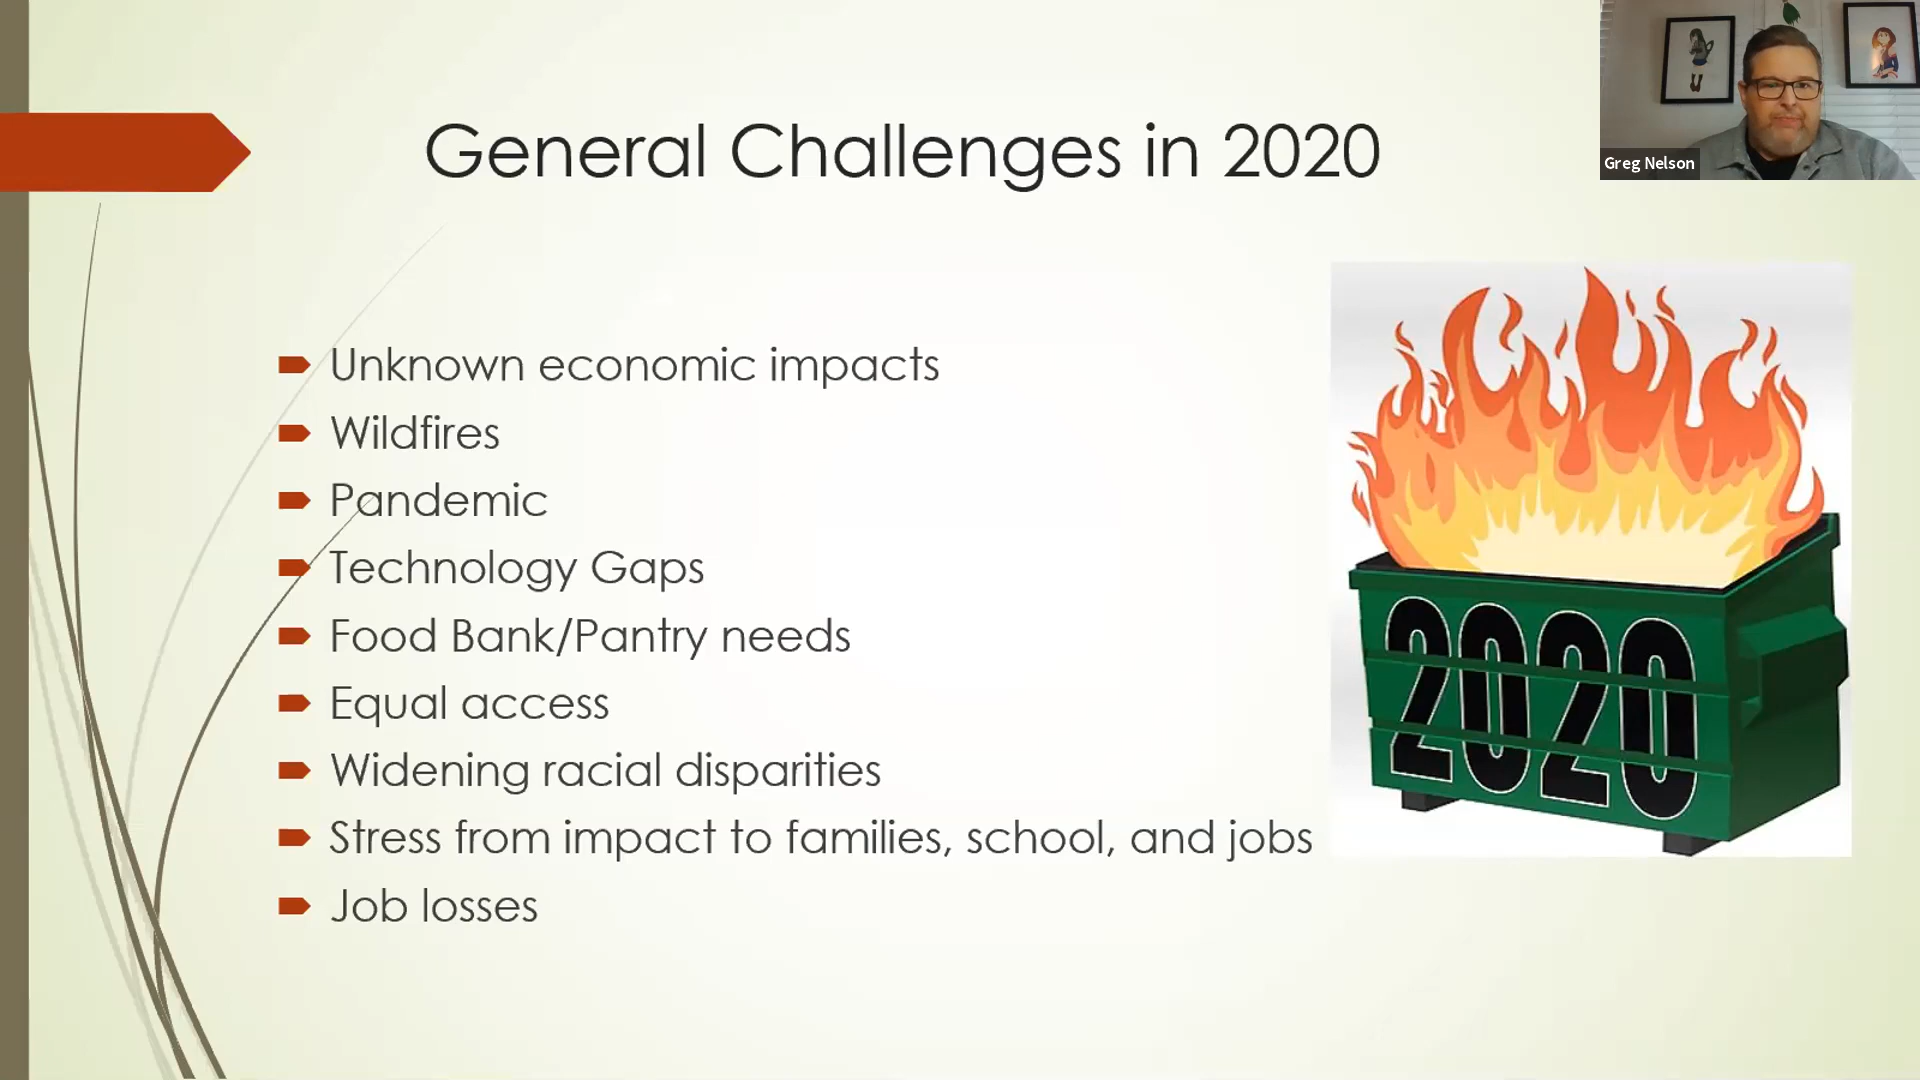 General Challenges in 2020
Greg Nelson
Unknown economic impacts
Wildfires
Pandemic
Technology Gaps
Food Bank/Pantry needs
Equal access
Widening racial disparities
Stress from impact to families, school, and jobs
Job losses
2020